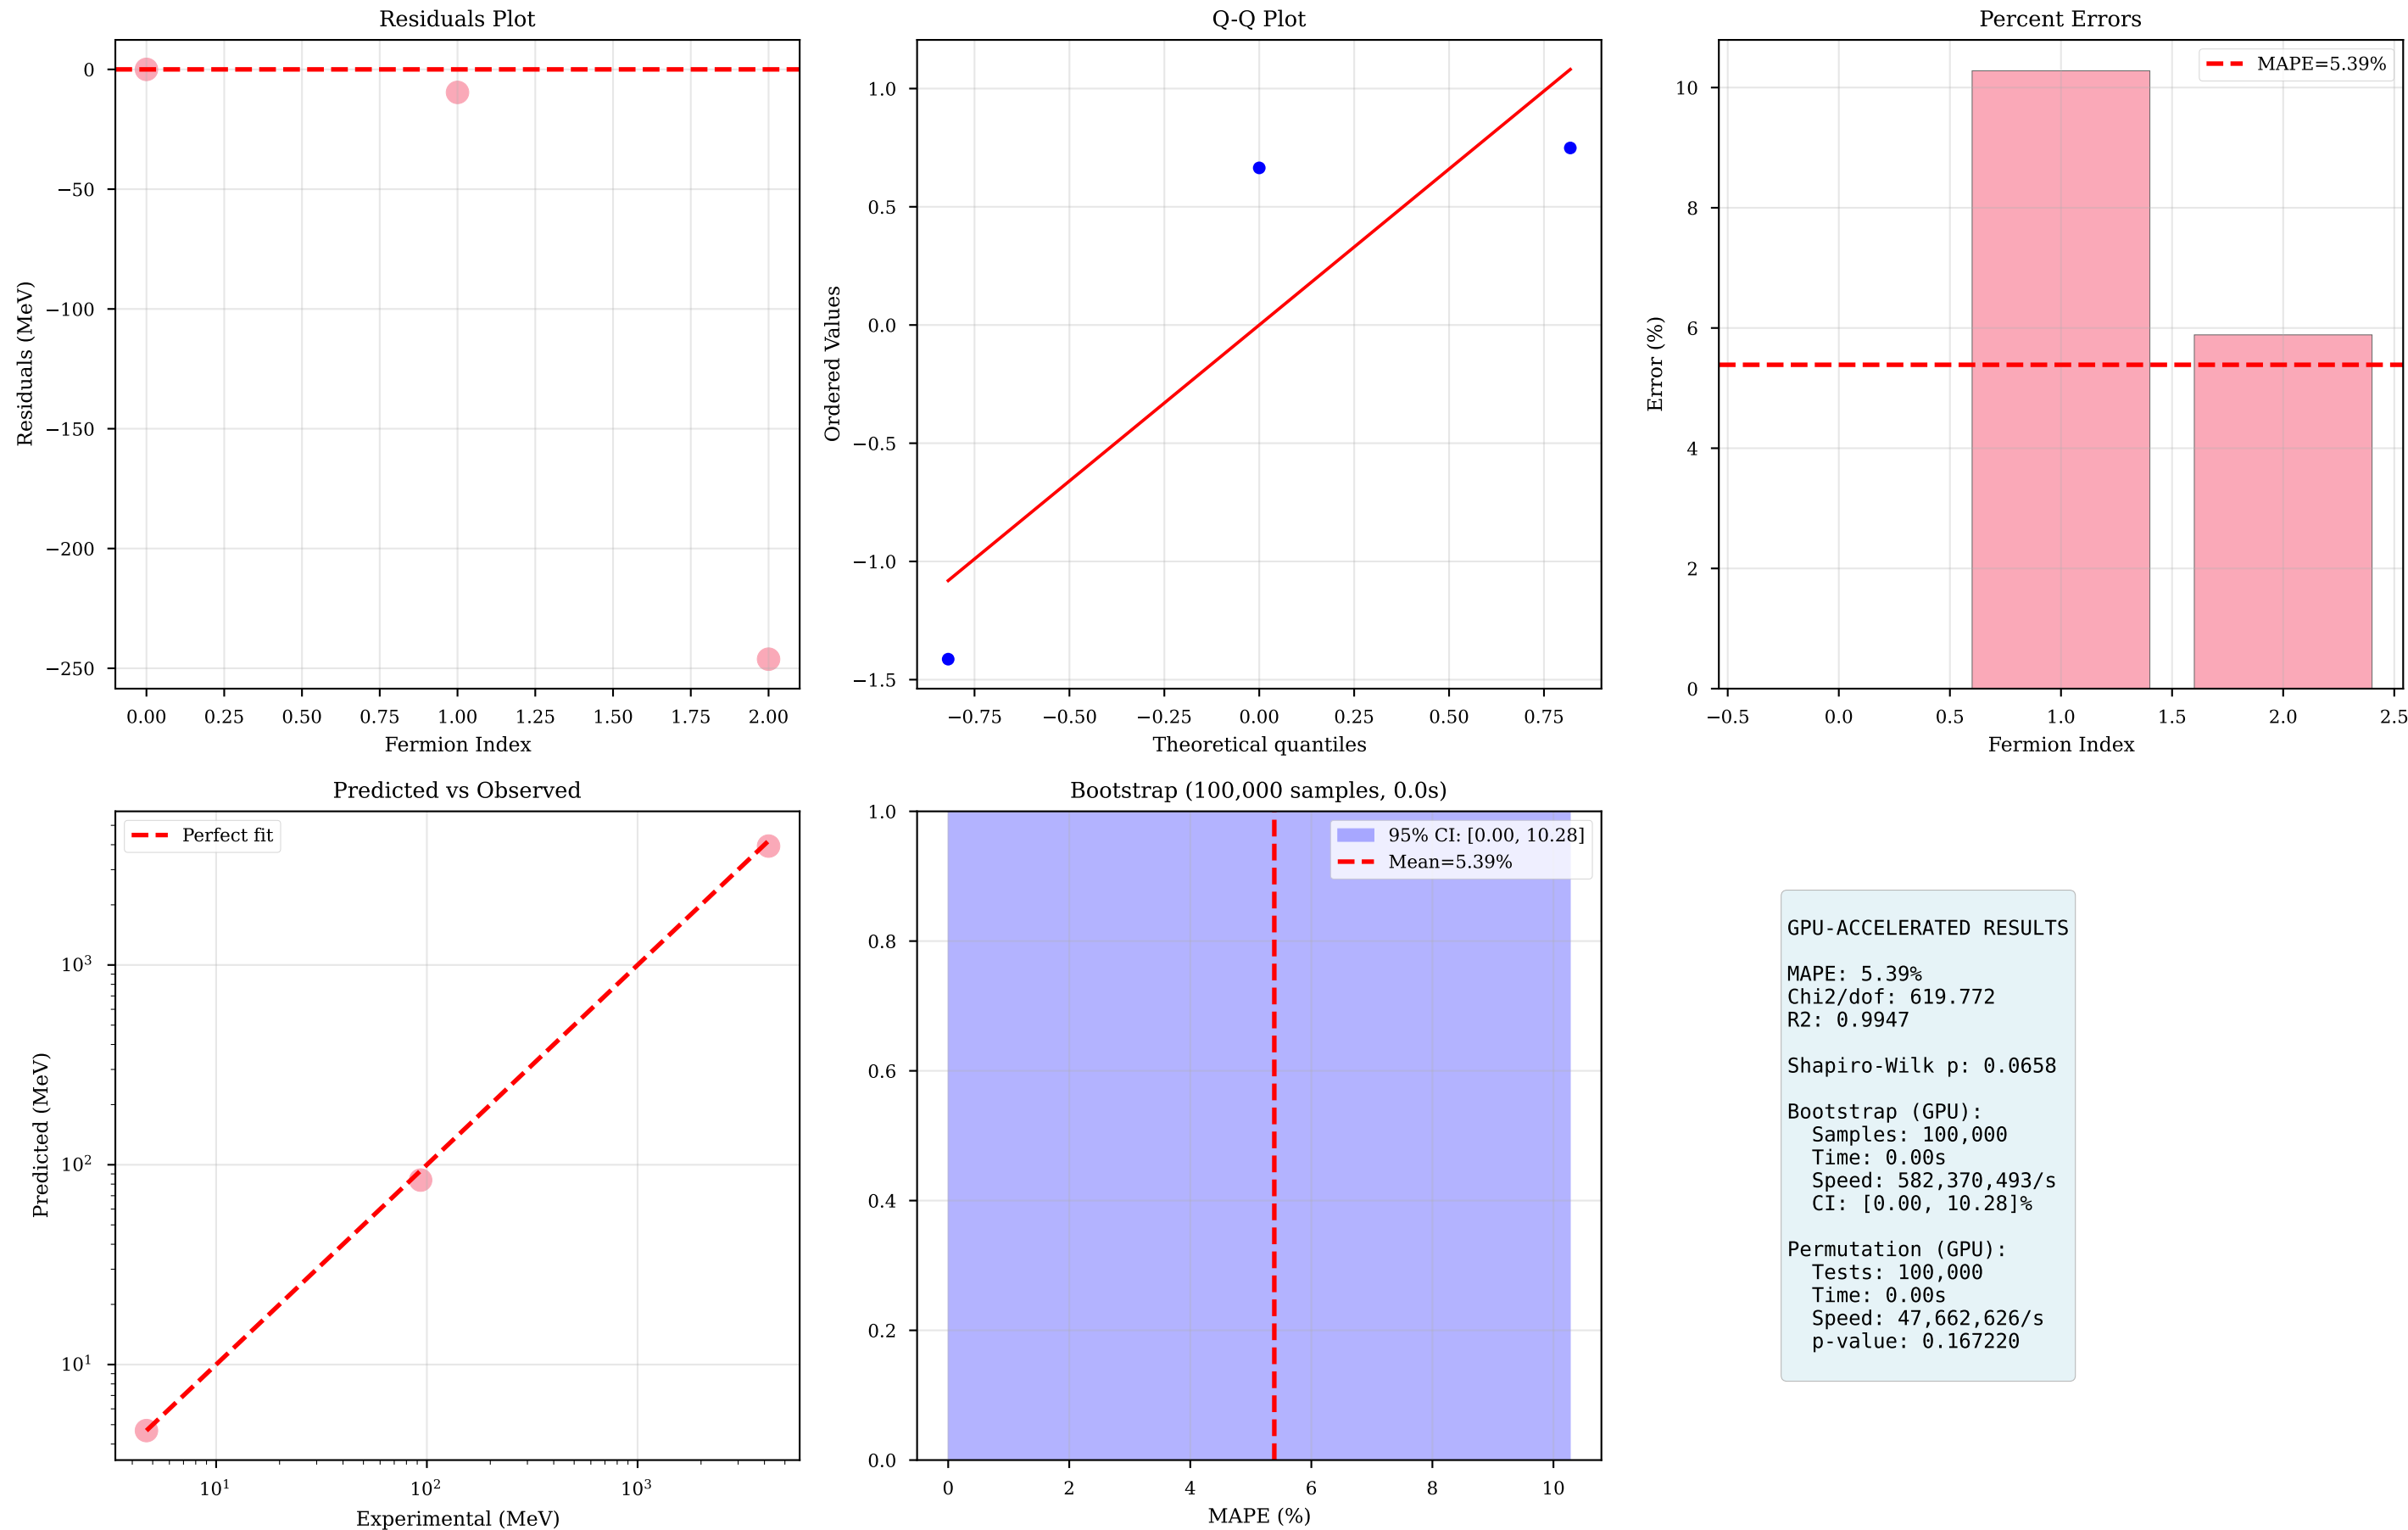 Residuals Plot
0
−50
−100
−150
−200
−250
Residuals (MeV)
0.00 0.25 0.50 0.75 1.00 1.25 1.50 1.75 2.00
Fermion Index
Q-Q Plot
1.0
0.5
0.0
−0.5
−1.0
−1.5
Ordered Values
−0.75 −0.50 −0.25 0.00 0.25 0.50 0.75
Theoretical quantiles
Percent Errors
MAPE=5.39%
10
8
6
4
2
0
Error (%)
−0.5 0.0 0.5 1.0 1.5 2.0 2.5
Fermion Index
Predicted vs Observed
Perfect fit
10³
10²
10¹
Predicted (MeV)
10¹ 10² 10³
Experimental (MeV)
Bootstrap (100,000 samples, 0.0s)
95% CI: [0.00, 10.28]
Mean=5.39%
1.0
0.8
0.6
0.4
0.2
0.0
0 2 4 6 8 10
MAPE (%)
GPU-ACCELERATED RESULTS
MAPE: 5.39%
Chi2/dof: 619.772
R2: 0.9947
Shapiro-Wilk p: 0.0658
Bootstrap (GPU):
Samples: 100,000
Time: 0.00s
Speed: 582,370,493/s
CI: [0.00, 10.28]%
Permutation (GPU):
Tests: 100,000
Time: 0.00s
Speed: 47,662,626/s
p-value: 0.167220